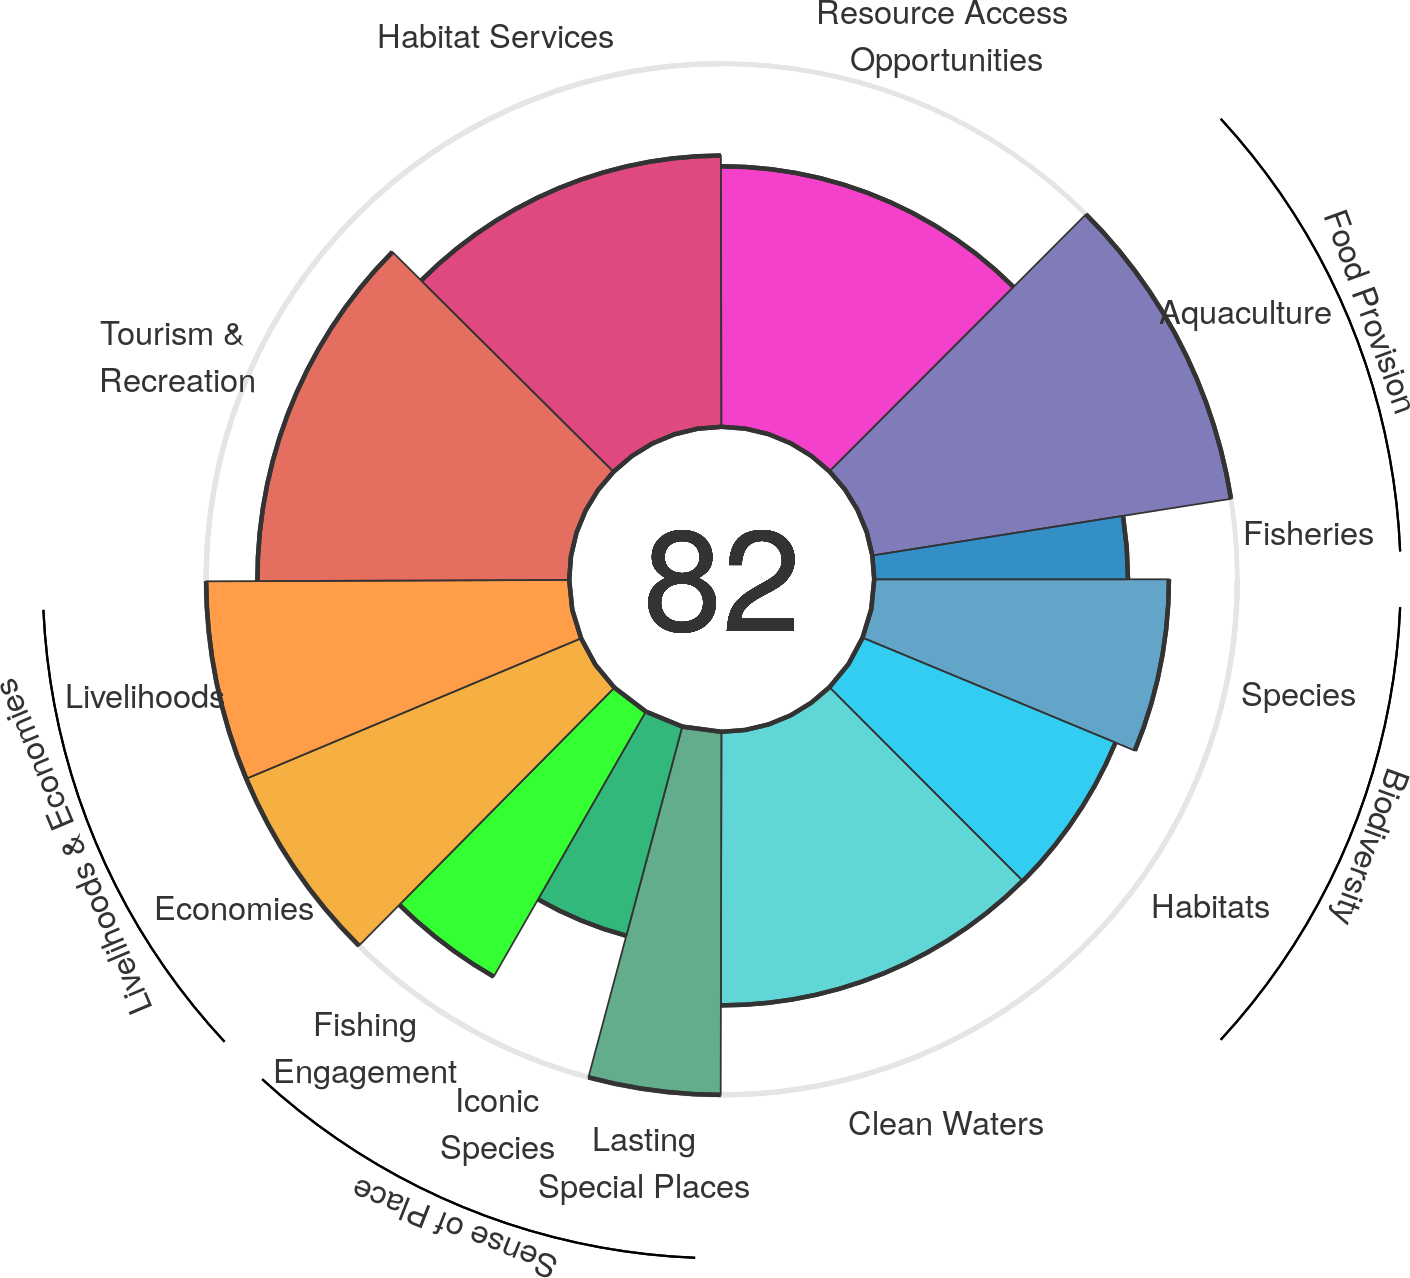 Resource Access
Opportunities
Habitat Services
Food Provision
Aquaculture
Tourism &
Recreation
Fisheries
82
Species
Livelihoods
Livelihoods & Economies
Biodiversity
Habitats
Economies
Fishing
Engagement
Iconic
Species
Clean Waters
Lasting
Special Places
Sense of Place